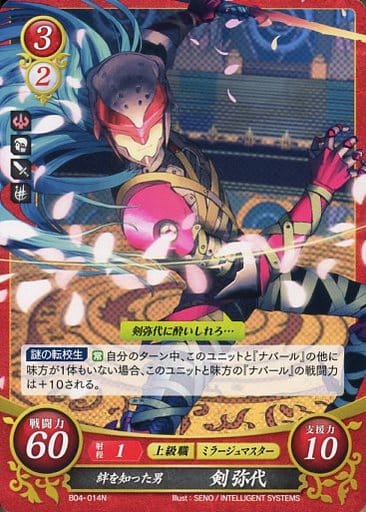 3
2
剣弥代に酔いしれろ…
謎の転校生 常 自分のターン中、このユニットと『ナバール』の他に
味方が1体もいない場合、このユニットと味方の『ナバール』の戦闘力
は+10される。
戦闘力
60
射程 1 上級職 ミラージュマスター
支援力
10
絆を知った男 剣弥代
B04-014N Illust : SENO / INTELLIGENT SYSTEMS